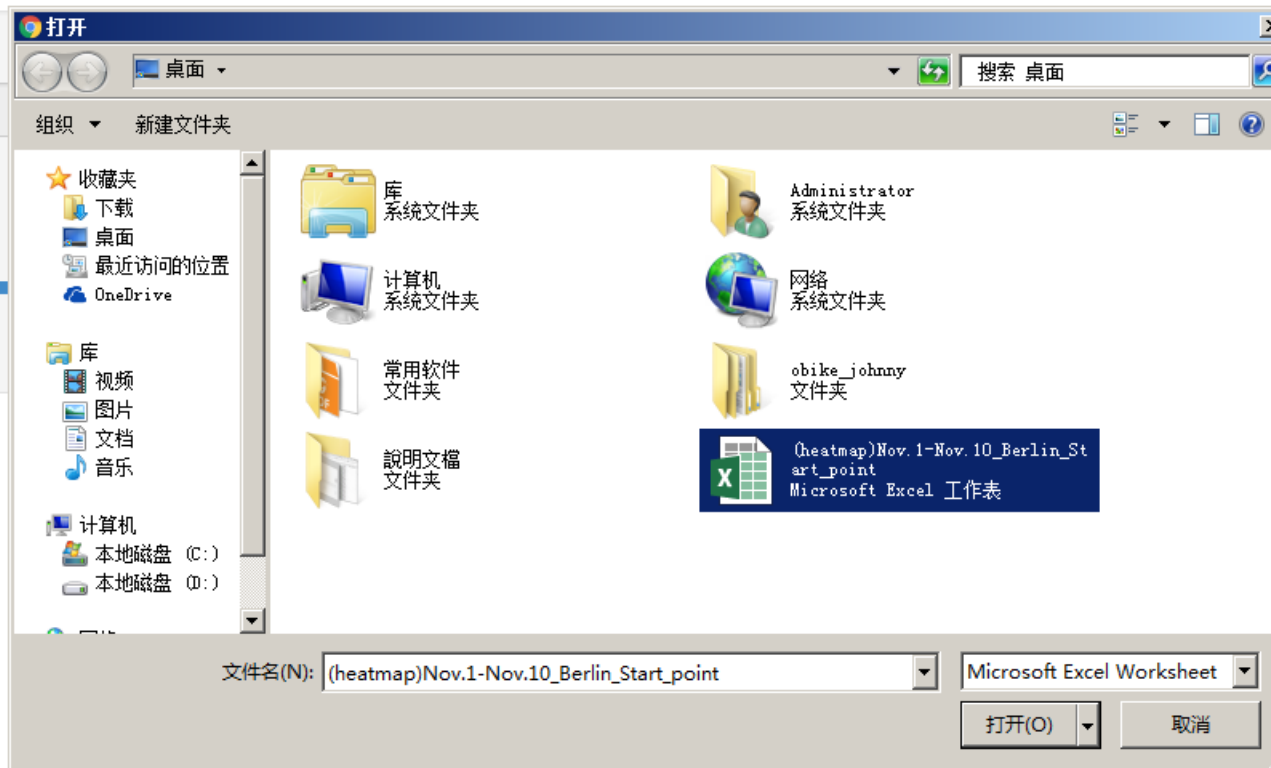 打开
桌面
搜索 桌面
组织
新建文件夹
收藏夹
下载
桌面
最近访问的位置
OneDrive
库
视频
图片
文档
音乐
计算机
本地磁盘 (C:)
本地磁盘 (D:)
库
系统文件夹
Administrator
系统文件夹
计算机
系统文件夹
网络
系统文件夹
常用软件
文件夹
obike_johnny
文件夹
說明文檔
文件夹
(heatmap)Nov.1-Nov.10_Berlin_St
art_point
Microsoft Excel 工作表
文件名(N):
(heatmap)Nov.1-Nov.10_Berlin_Start_point
Microsoft Excel Worksheet
打开(O)
取消